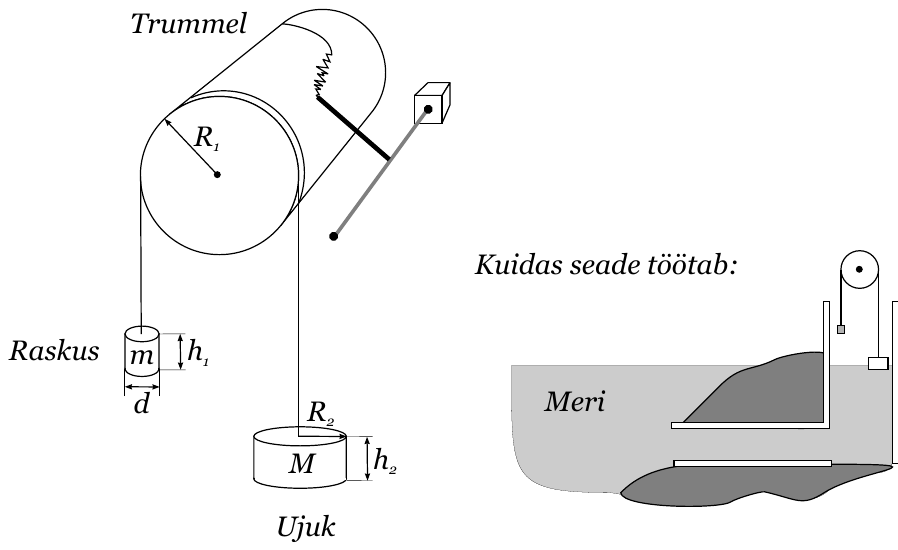 Trummel
R₁
Kuidas seade töötab:
Raskus
m
h₁
d
Meri
R₂
M
h₂
Ujuk